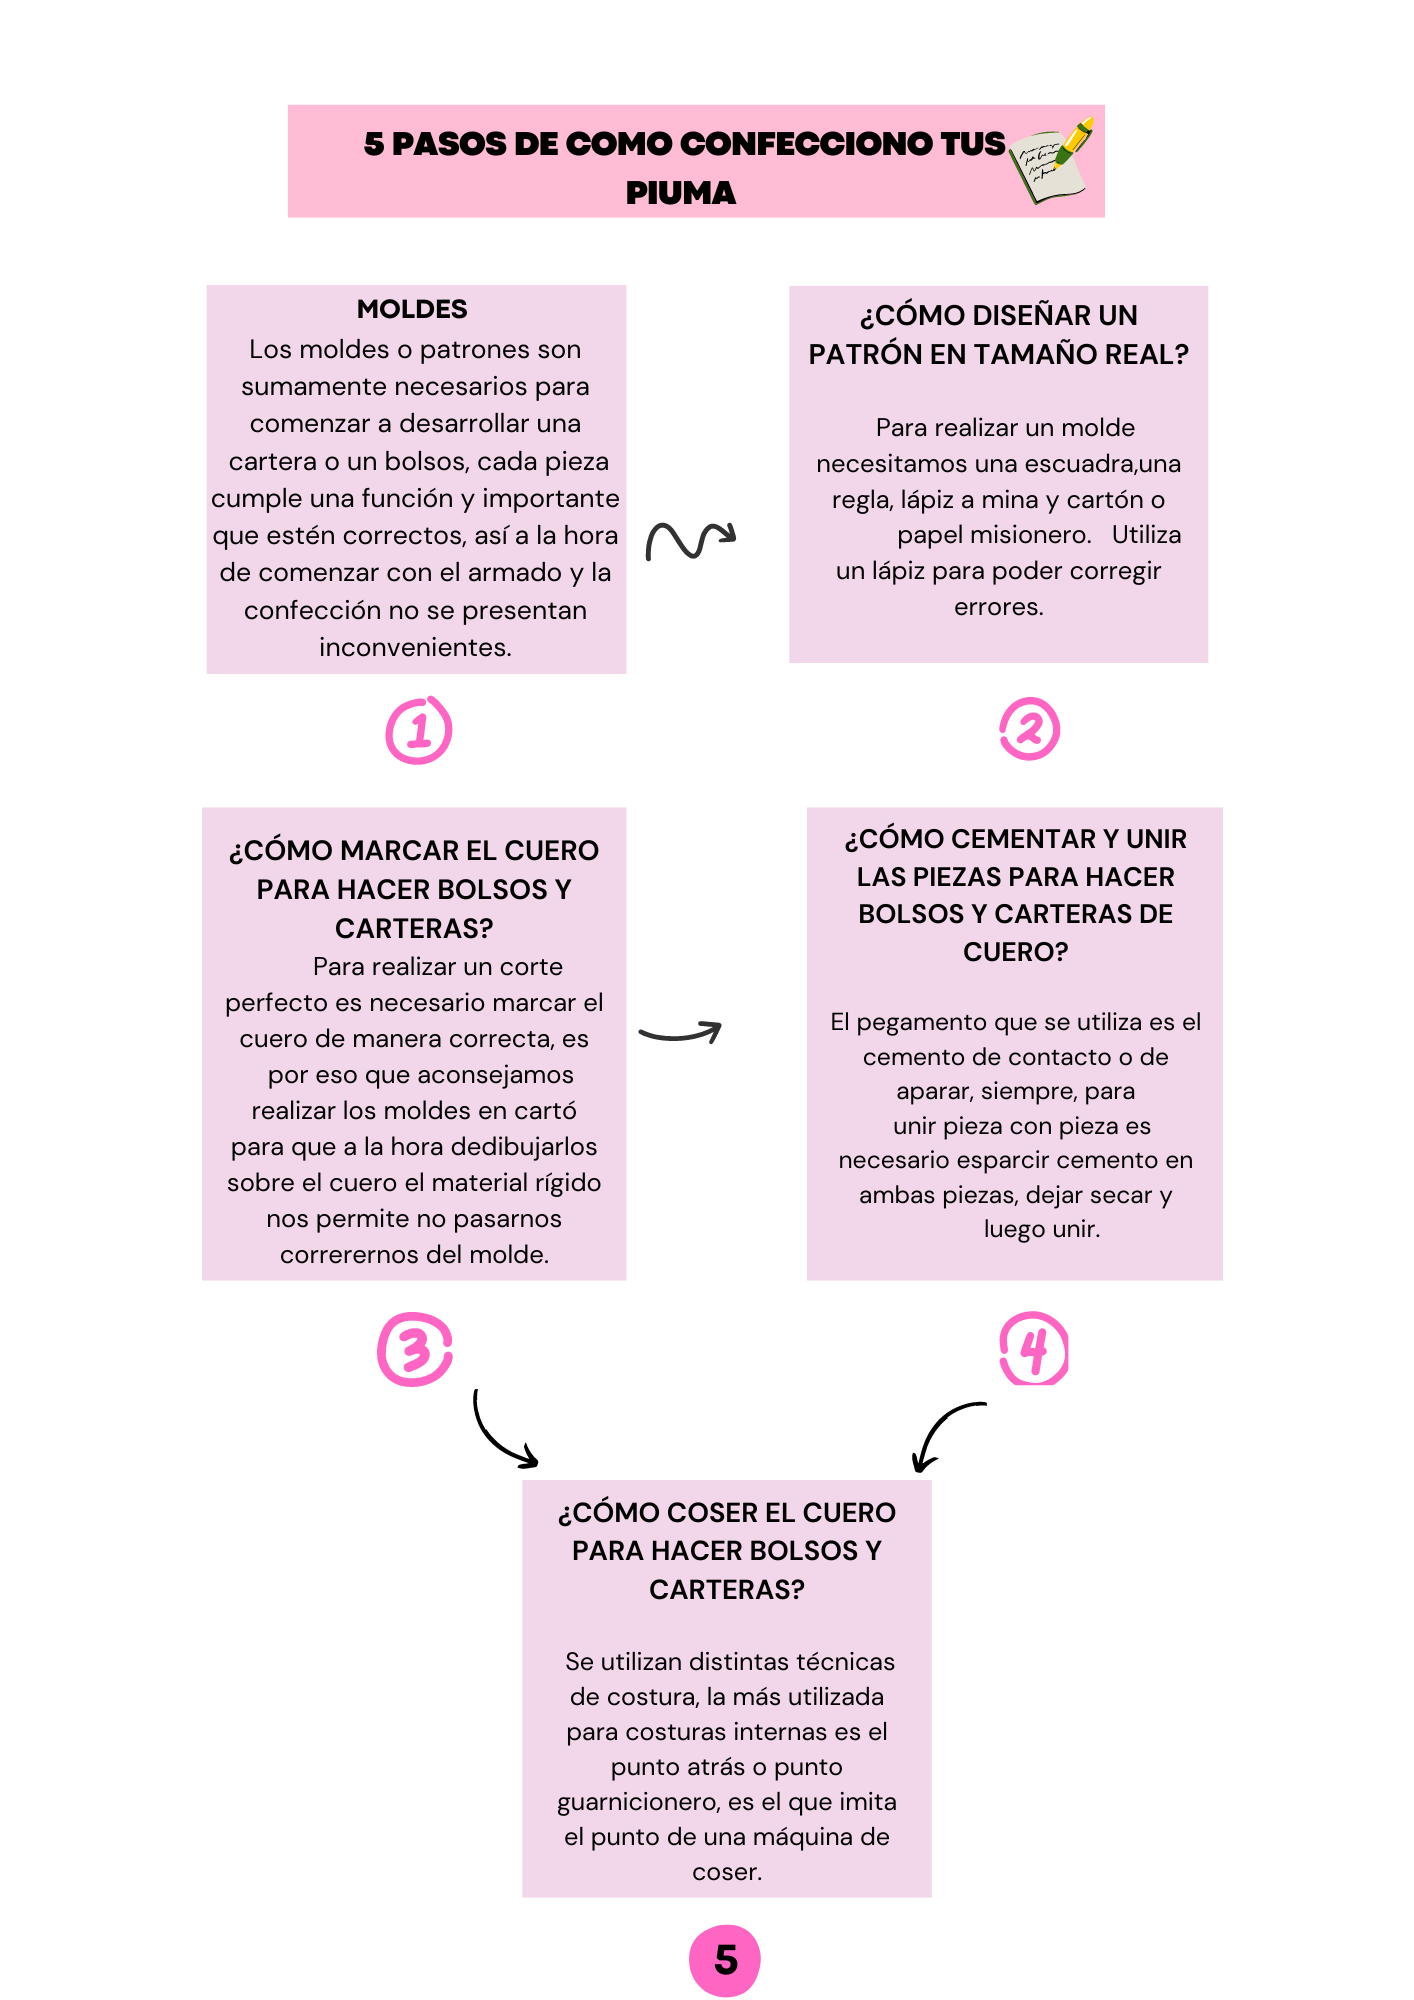 5 PASOS DE COMO CONFECCIONO TUS
PIUMA
MOLDES
Los moldes o patrones son
sumamente necesarios para
comenzar a desarrollar una
cartera o un bolsos, cada pieza
cumple una función y importante
que estén correctos, así a la hora
de comenzar con el armado y la
confección no se presentan
inconvenientes.
1
¿CÓMO DISEÑAR UN
PATRÓN EN TAMAÑO REAL?
Para realizar un molde
necesitamos una escuadra,una
regla, lápiz a mina y cartón o
papel misionero. Utiliza
un lápiz para poder corregir
errores.
2
¿CÓMO MARCAR EL CUERO
PARA HACER BOLSOS Y
CARTERAS?
Para realizar un corte
perfecto es necesario marcar el
cuero de manera correcta, es
por eso que aconsejamos
realizar los moldes en cartó
para que a la hora dedibujarlos
sobre el cuero el material rígido
nos permite no pasarnos
correrernos del molde.
3
¿CÓMO CEMENTAR Y UNIR
LAS PIEZAS PARA HACER
BOLSOS Y CARTERAS DE
CUERO?
El pegamento que se utiliza es el
cemento de contacto o de
aparar, siempre, para
unir pieza con pieza es
necesario esparcir cemento en
ambas piezas, dejar secar y
luego unir.
4
¿CÓMO COSER EL CUERO
PARA HACER BOLSOS Y
CARTERAS?
Se utilizan distintas técnicas
de costura, la más utilizada
para costuras internas es el
punto atrás o punto
guarnicionero, es el que imita
el punto de una máquina de
coser.
5